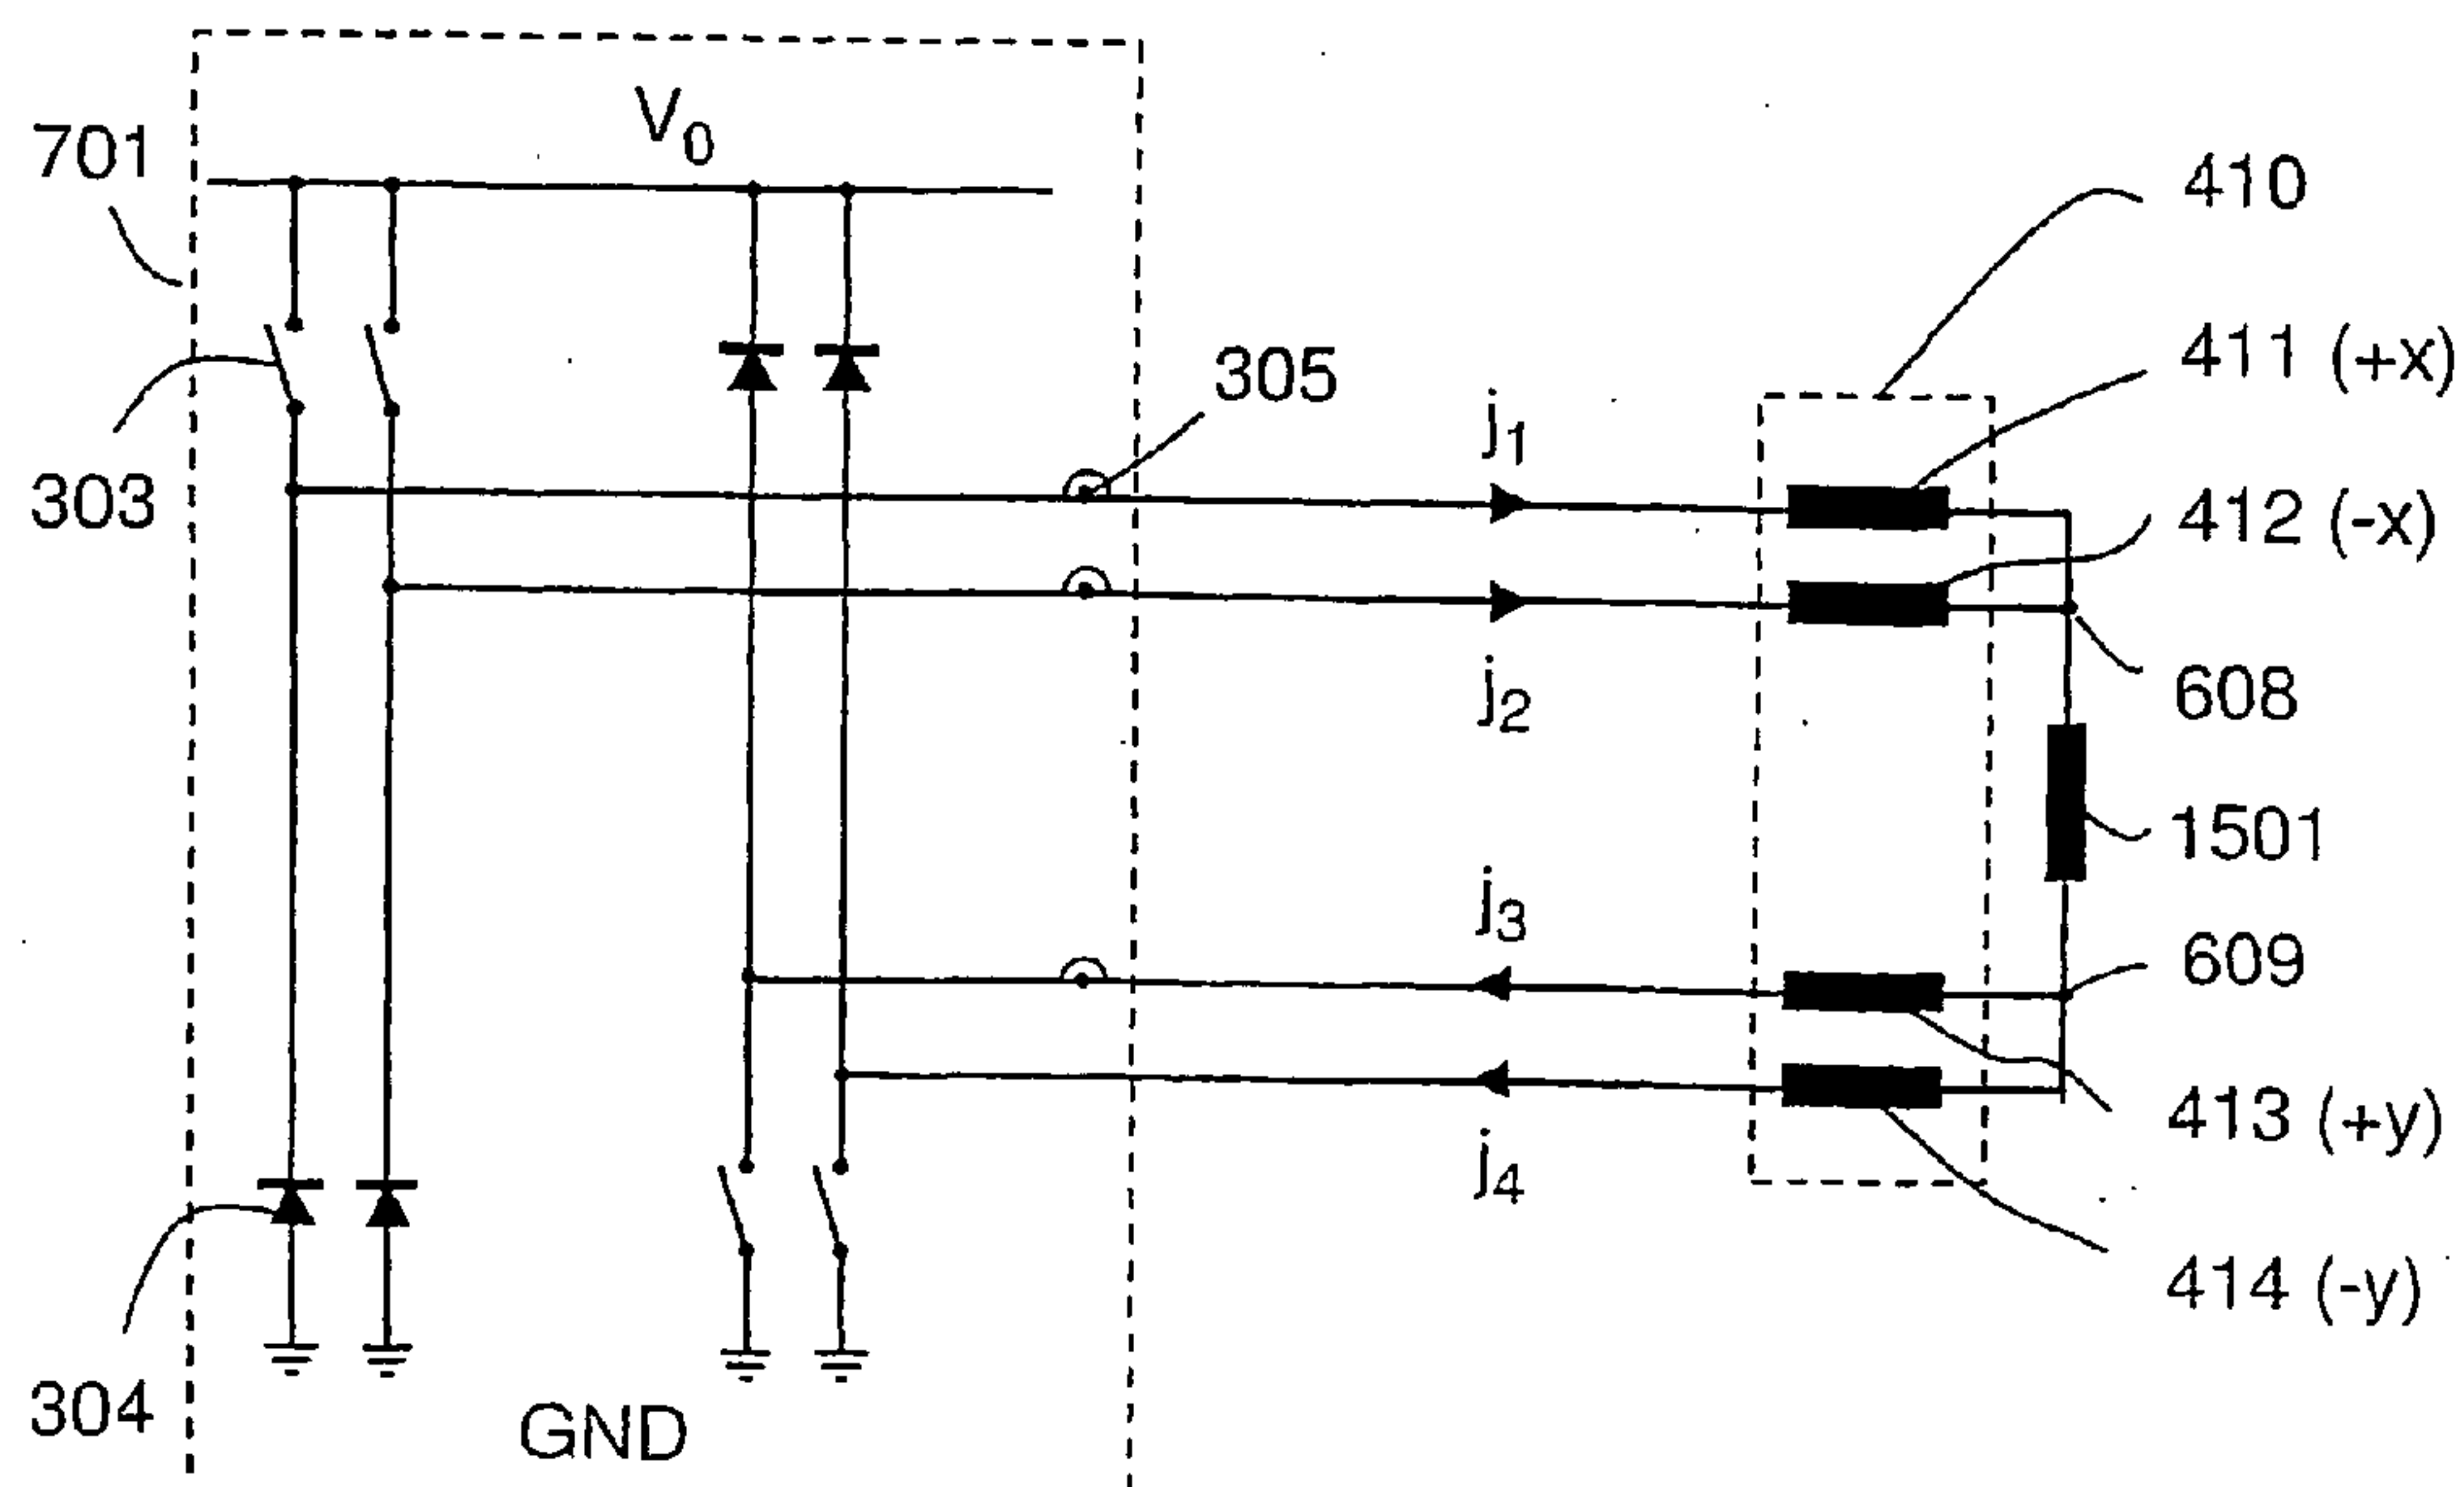 701
V0
410
411 (+x)
305
j1
303
412 (-x)
j2
608
1501
j3
609
413 (+y)
j4
414 (-y)
304
GND